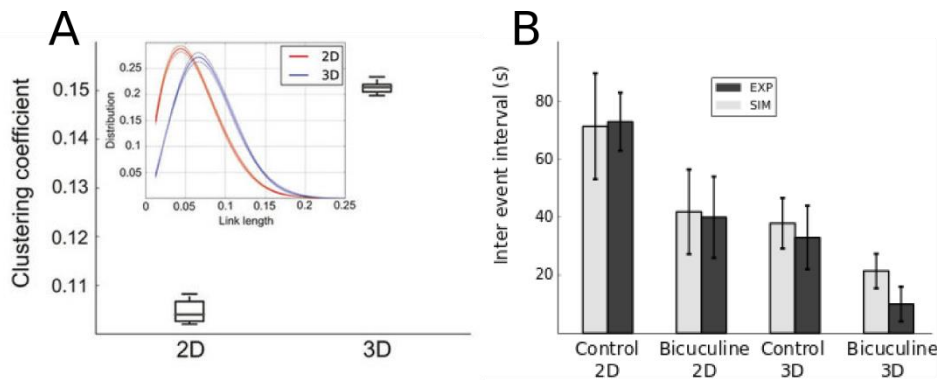 A
Clustering coefficient
0.15
0.14
0.13
0.12
0.11
2D
3D
Distribution
0.25
0.2
0.15
0.1
0.05
0
0.05
0.1
0.15
0.2
0.25
Link length
2D
3D
B
Inter event interval (s)
80
60
40
20
EXP
SIM
Control
2D
Bicuculine
2D
Control
3D
Bicuculine
3D